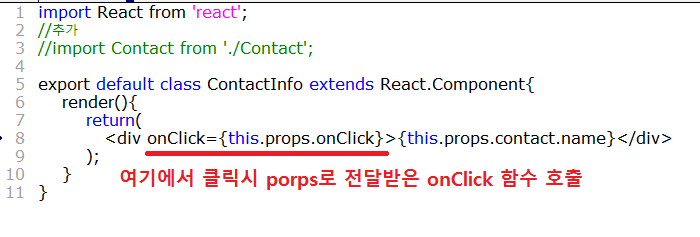 1 import React from 'react';
2 //추가
3 //import Contact from './Contact';
4
5 export default class ContactInfo extends React.Component{
6 render(){
7 return(
8 <div onClick={this.props.onClick}>{this.props.contact.name}</div>
9 );
10 }
여기에서 클릭시 porps로 전달받은 onClick 함수 호출
11 }